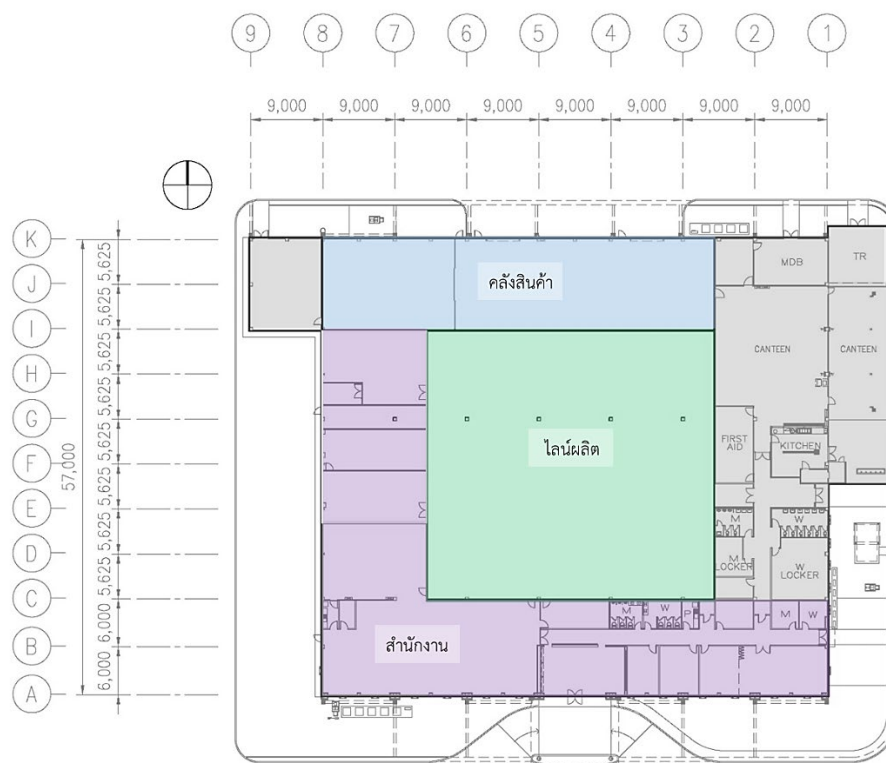 9 8 7 6 5 4 3 2 1
9,000 9,000 9,000 9,000 9,000 9,000 9,000 9,000
K
J
I
H
G
F
E
D
C
B
A
57,000
5,625
5,625
5,625
5,625
5,625
5,625
5,625
5,625
6,000
6,000
MDB
TR
คลังสินค้า
CANTEEN
CANTEEN
FIRST
AID
KITCHEN
ไลน์ผลิต
M
W
M
LOCKER
W
LOCKER
M
W
P
M
W
สำนักงาน